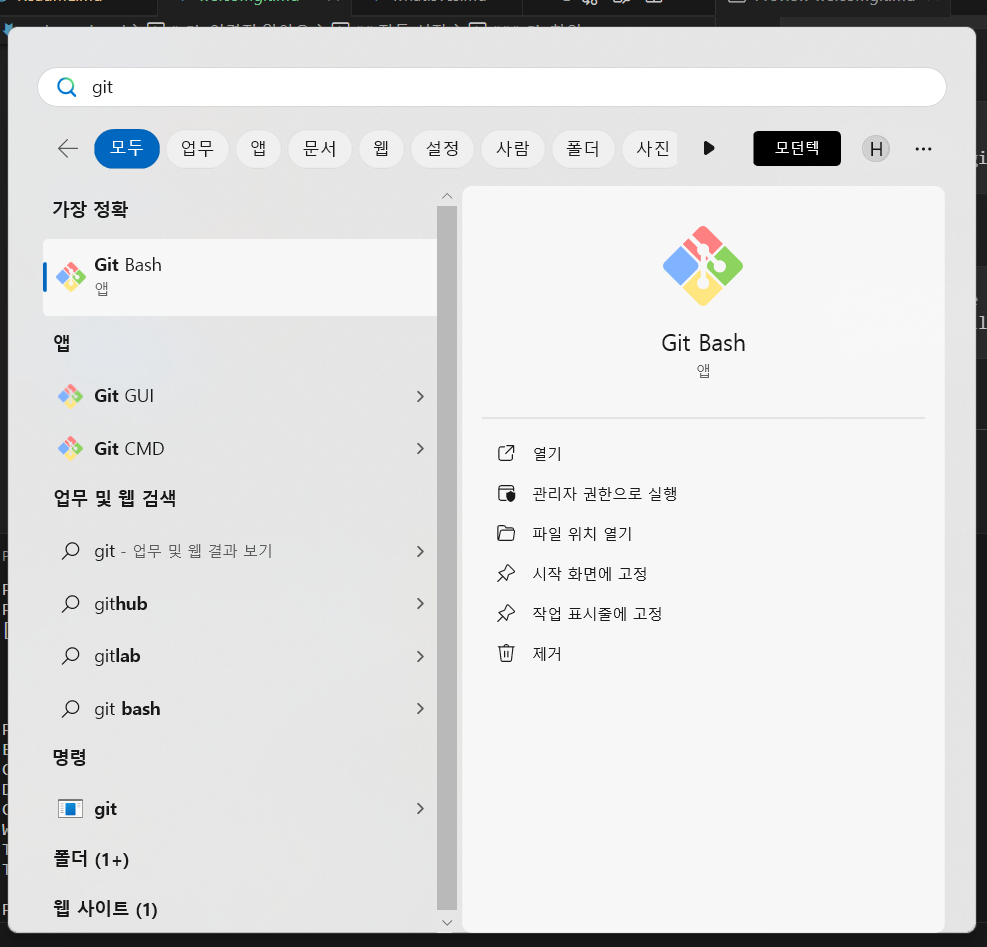 git
모두
업무
앱
문서
웹
설정
사람
폴더
사진
모던텍
H
가장 정확
Git Bash
앱
앱
Git GUI
Git CMD
업무 및 웹 검색
git - 업무 및 웹 결과 보기
github
gitlab
git bash
명령
git
폴더 (1+)
웹 사이트 (1)
Git Bash
앱
열기
관리자 권한으로 실행
파일 위치 열기
시작 화면에 고정
작업 표시줄에 고정
제거